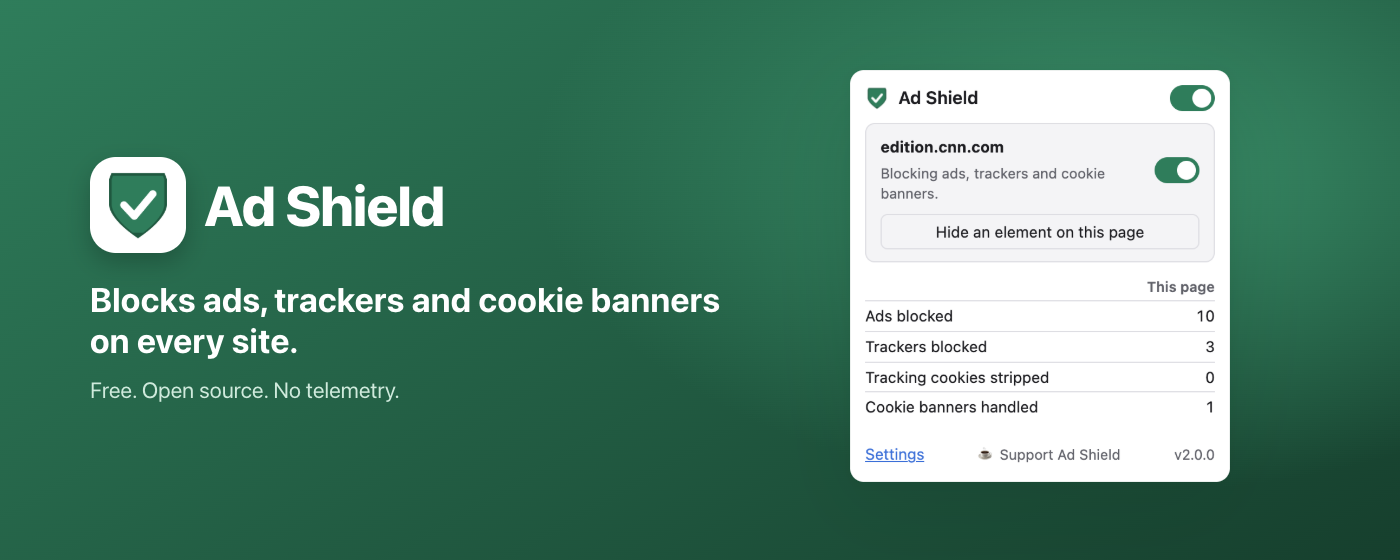 Ad Shield
Blocks ads, trackers and cookie banners
on every site.
Free. Open source. No telemetry.
Ad Shield
edition.cnn.com
Blocking ads, trackers and cookie
banners.
Hide an element on this page
This page
Ads blocked 10
Trackers blocked 3
Tracking cookies stripped 0
Cookie banners handled 1
Settings Support Ad Shield v2.0.0